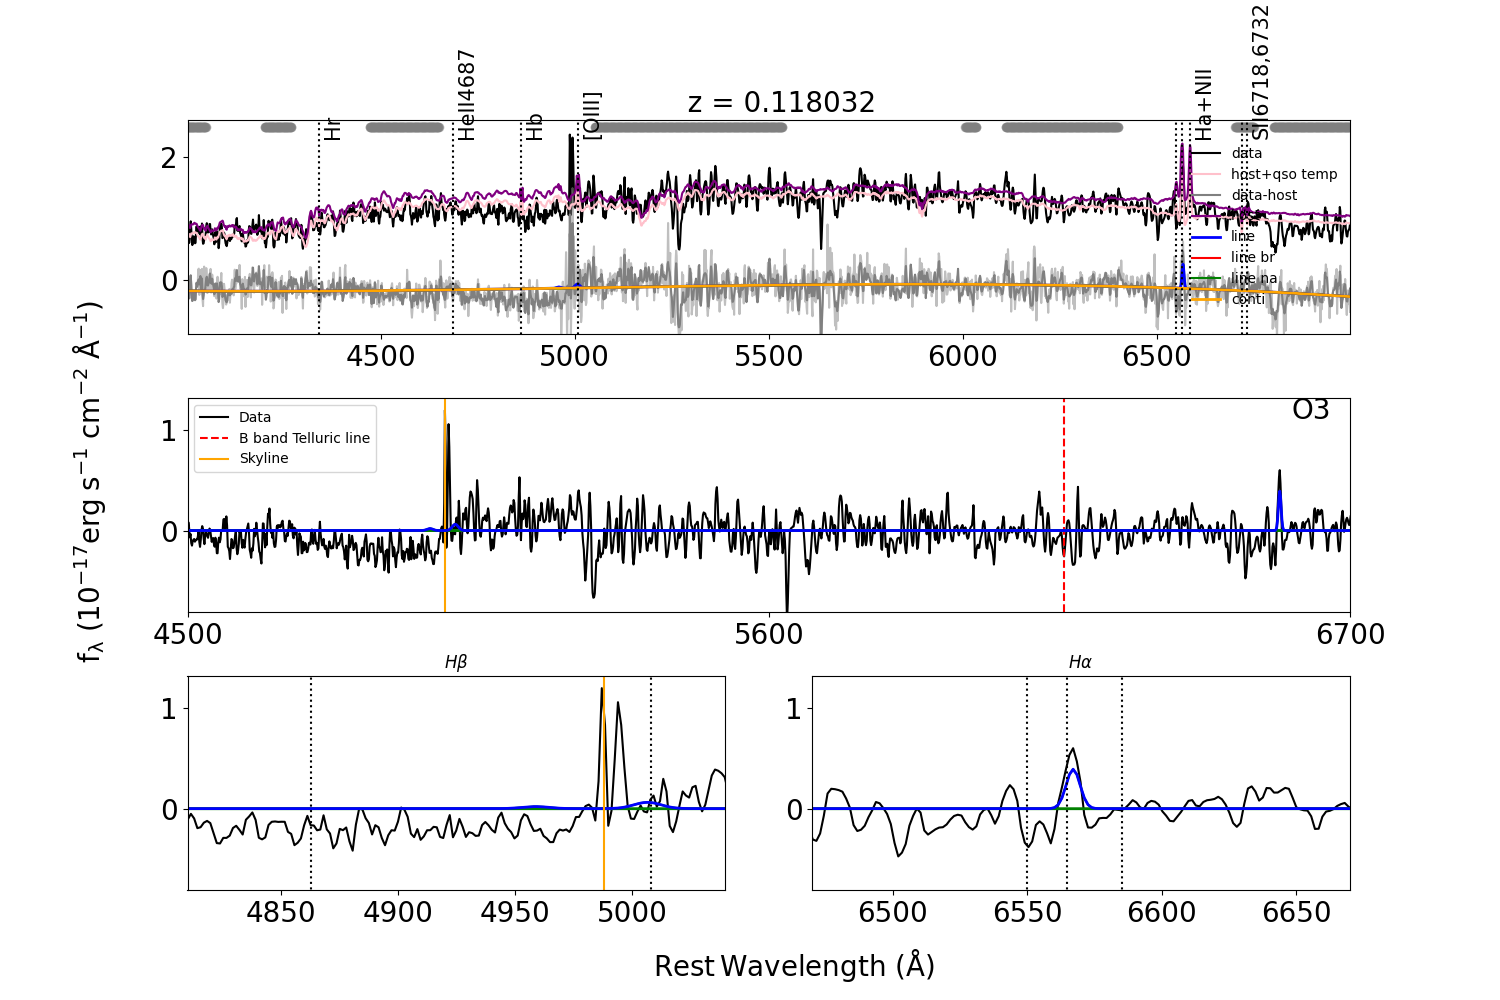 z = 0.118032
Hr
HeII4687
Hb
[OIII]
Ha+NII
SII6718,6732
data
host+qso temp
data-host
line
line br
line na
conti
2
0
4500
5000
5500
6000
6500
fλ (10⁻¹⁷erg s⁻¹ cm⁻² Å⁻¹)
O3
Data
B band Telluric line
Skyline
1
0
4500
5600
6700
Hβ
1
0
4850
4900
4950
5000
Hα
1
0
6500
6550
6600
6650
Rest Wavelength (Å)